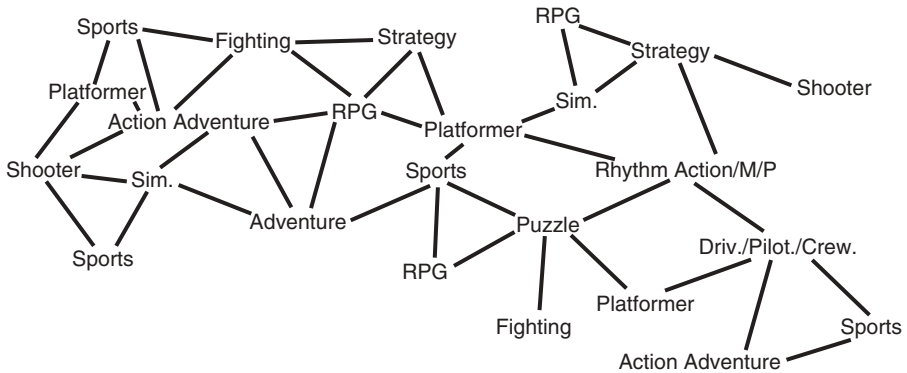 RPG
Sports
Strategy
Fighting
Strategy
Shooter
Platformer
Sim.
Action Adventure
RPG
Platformer
Shooter
Sim.
Sports
Rhythm Action/M/P
Adventure
Puzzle
Driv./Pilot./Crew.
Sports
RPG
Platformer
Fighting
Sports
Action Adventure